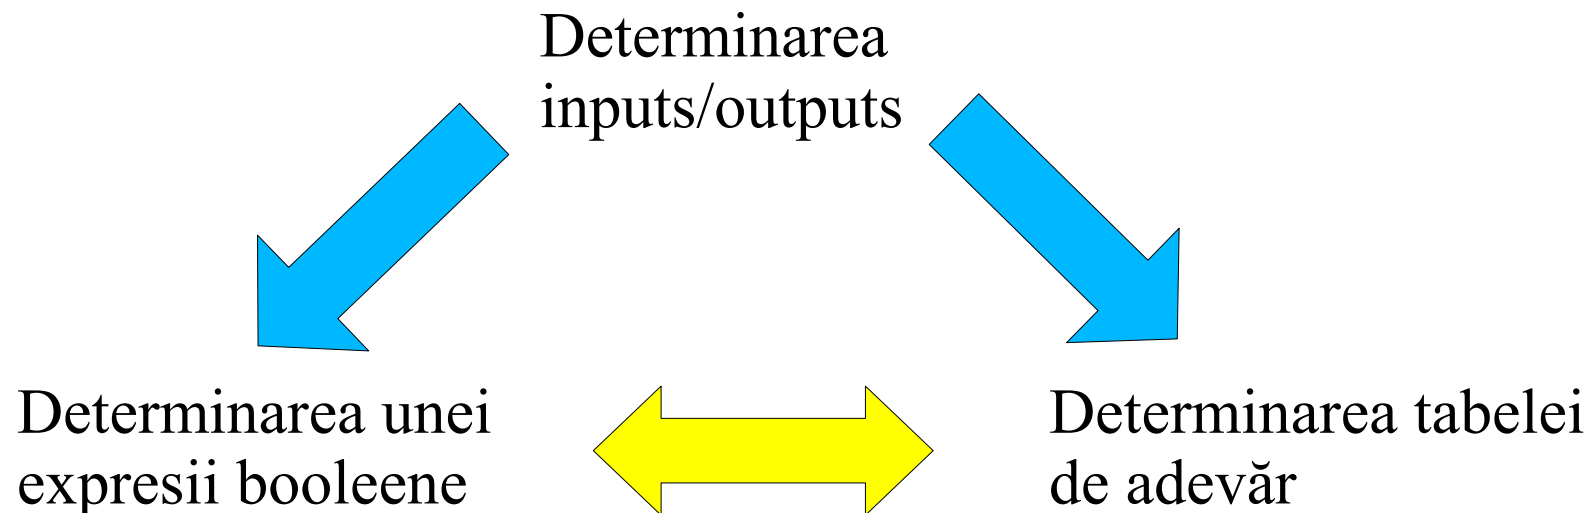 Determinarea
inputs/outputs
Determinarea unei
expresii booleene
Determinarea tabelei
de adevăr